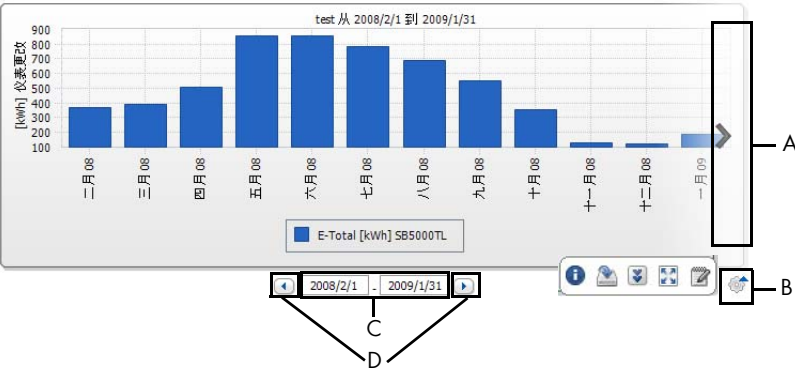 test 从 2008/2/1 到 2009/1/31
[kWh] 仪表更改
900
800
700
600
500
400
300
200
100
二月 08
三月 08
四月 08
五月 08
六月 08
七月 08
八月 08
九月 08
十月 08
十一月 08
十二月 08
一月 09
E-Total [kWh] SB5000TL
A
2008/2/1 - 2009/1/31
B
C
D